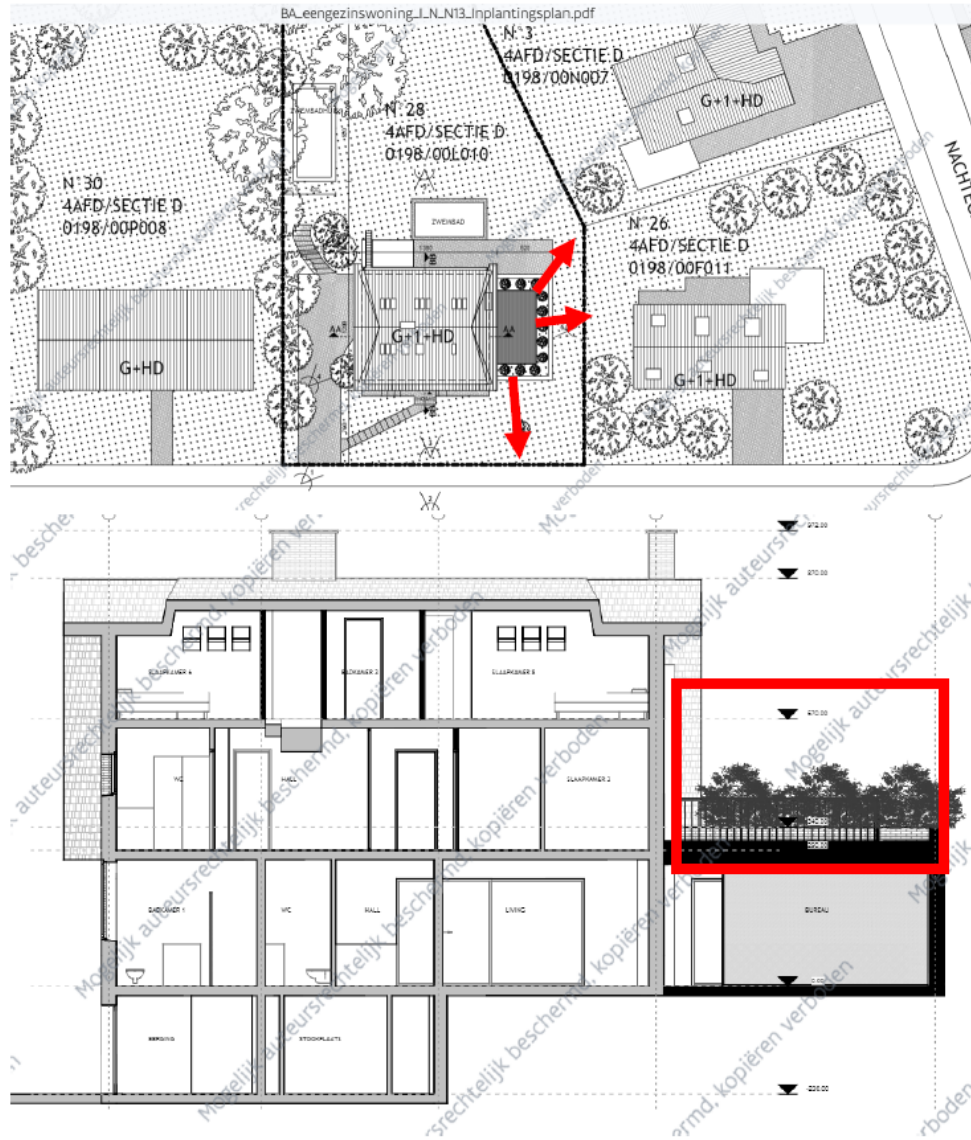 BA_eengezinswoning_I_N_N13_Inplantingsplan.pdf
N°3
4AFD/SECTIE D
0198/00N007
G+1+HD
N°28
4AFD/SECTIE D
0198/00L010
N°30
4AFD/SECTIE D
0198/00P008
ZWEMBAD
N°26
4AFD/SECTIE D
0198/00F011
AA
AA
BB
G+HD
G+1+HD
G+1+HD
Mogelijk auteursrechtelijk beschermd, kopiëren verboden
SLAAPKAMER 4
BADKAMER 3
SLAAPKAMER 5
WC
HALL
SLAAPKAMER 2
BADKAMER 1
WC
HALL
LIVING
BUREAU
BERGING
STOOKPLAATS